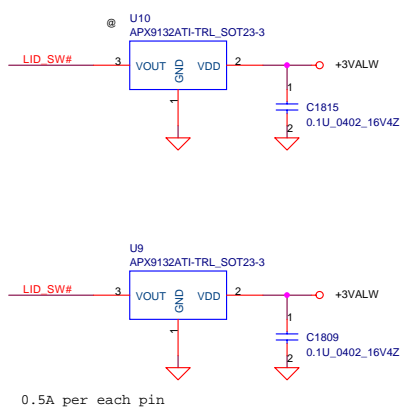 @ U10
APX9132ATI-TRL_SOT23-3
LID_SW# 3 VOUT GND VDD 2 +3VALW
1
1
C1815
0.1U_0402_16V4Z
2
U9
APX9132ATI-TRL_SOT23-3
LID_SW# 3 VOUT GND VDD 2 +3VALW
1
1
C1809
0.1U_0402_16V4Z
2
0.5A per each pin